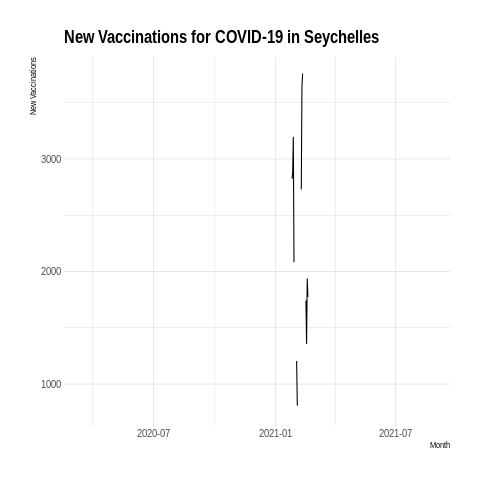 New Vaccinations for COVID-19 in Seychelles
New Vaccinations
3000
2000
1000
2020-07
2021-01
2021-07
Month